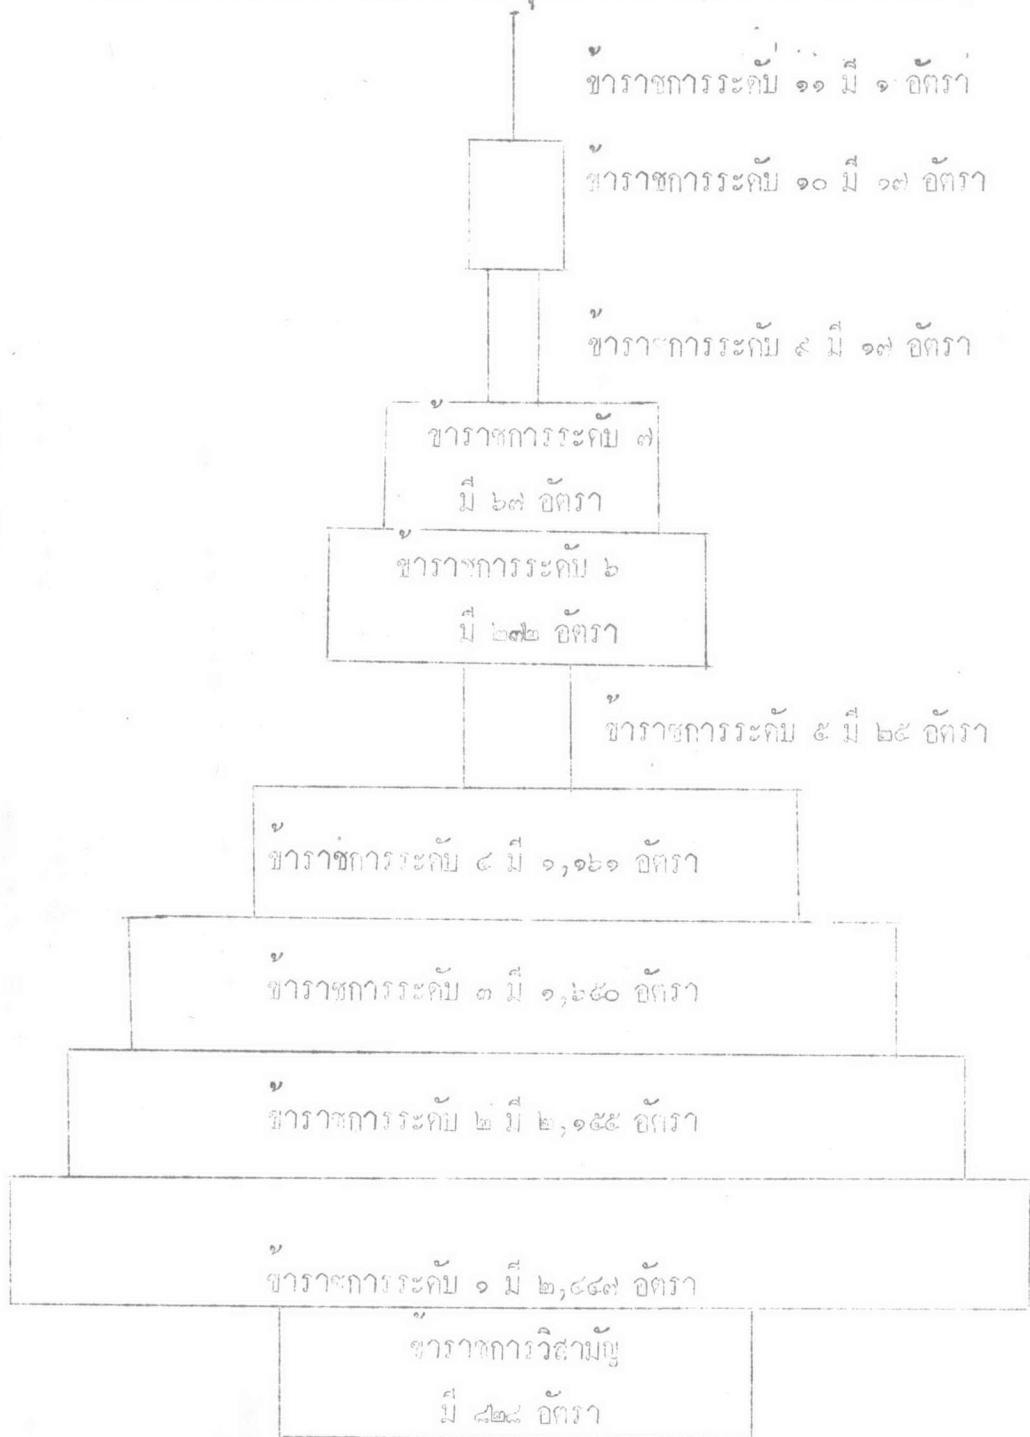 ข้าราชการระดับ ๑๑ มี ๑ อัตรา
ข้าราชการระดับ ๑๐ มี ๑๗ อัตรา
ข้าราชการระดับ ๙ มี ๑๗ อัตรา
ข้าราชการระดับ ๗
มี ๖๗ อัตรา
ข้าราชการระดับ ๖
มี ๒๗๒ อัตรา
ข้าราชการระดับ ๕ มี ๒๕ อัตรา
ข้าราชการระดับ ๔ มี ๑,๑๖๑ อัตรา
ข้าราชการระดับ ๓ มี ๑,๖๕๐ อัตรา
ข้าราชการระดับ ๒ มี ๒,๑๕๕ อัตรา
ข้าราชการระดับ ๑ มี ๒,๔๔๗ อัตรา
ข้าราชการวิสามัญ
มี ๘๒๘ อัตรา